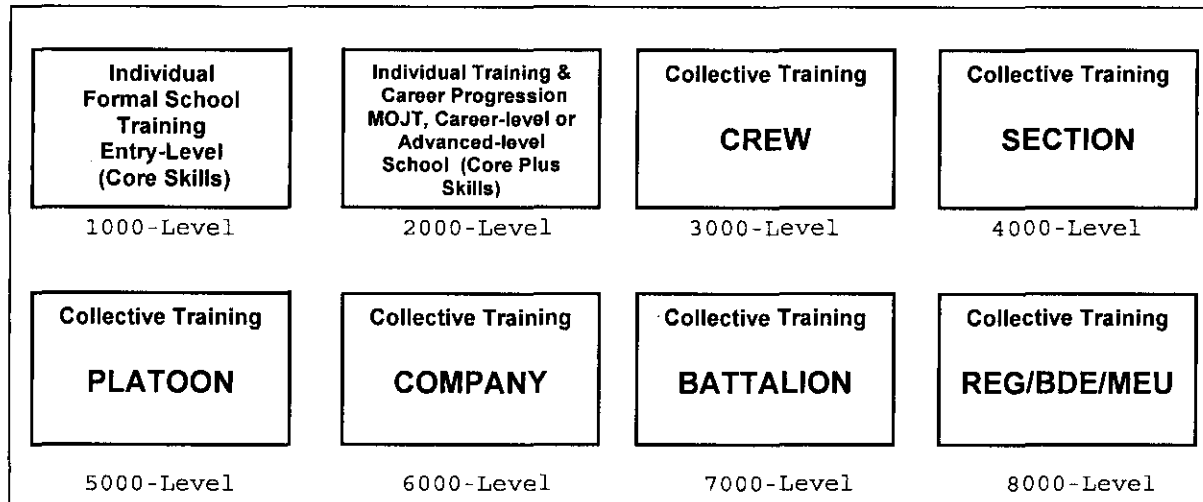 Individual
Formal School
Training
Entry-Level
(Core Skills)
1000-Level
Individual Training &
Career Progression
MOJT, Career-level or
Advanced-level
School (Core Plus
Skills)
2000-Level
Collective Training
CREW
3000-Level
Collective Training
SECTION
4000-Level
Collective Training
PLATOON
5000-Level
Collective Training
COMPANY
6000-Level
Collective Training
BATTALION
7000-Level
Collective Training
REG/BDE/MEU
8000-Level